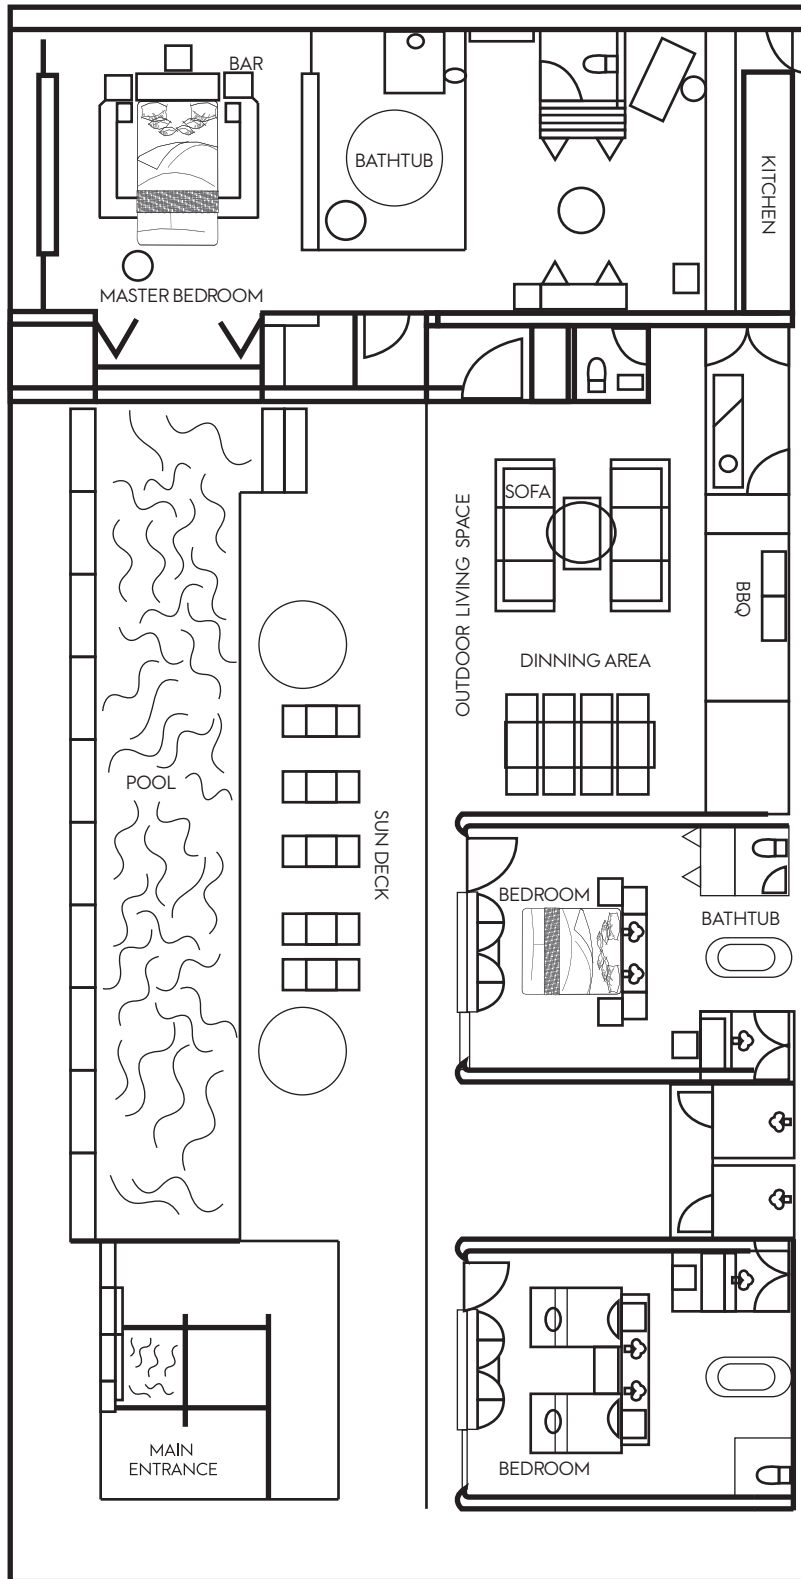 BAR
BATHTUB
KITCHEN
MASTER BEDROOM
SOFA
OUTDOOR LIVING SPACE
BBQ
DINNING AREA
POOL
SUN DECK
BEDROOM
BATHTUB
MAIN
ENTRANCE
BEDROOM